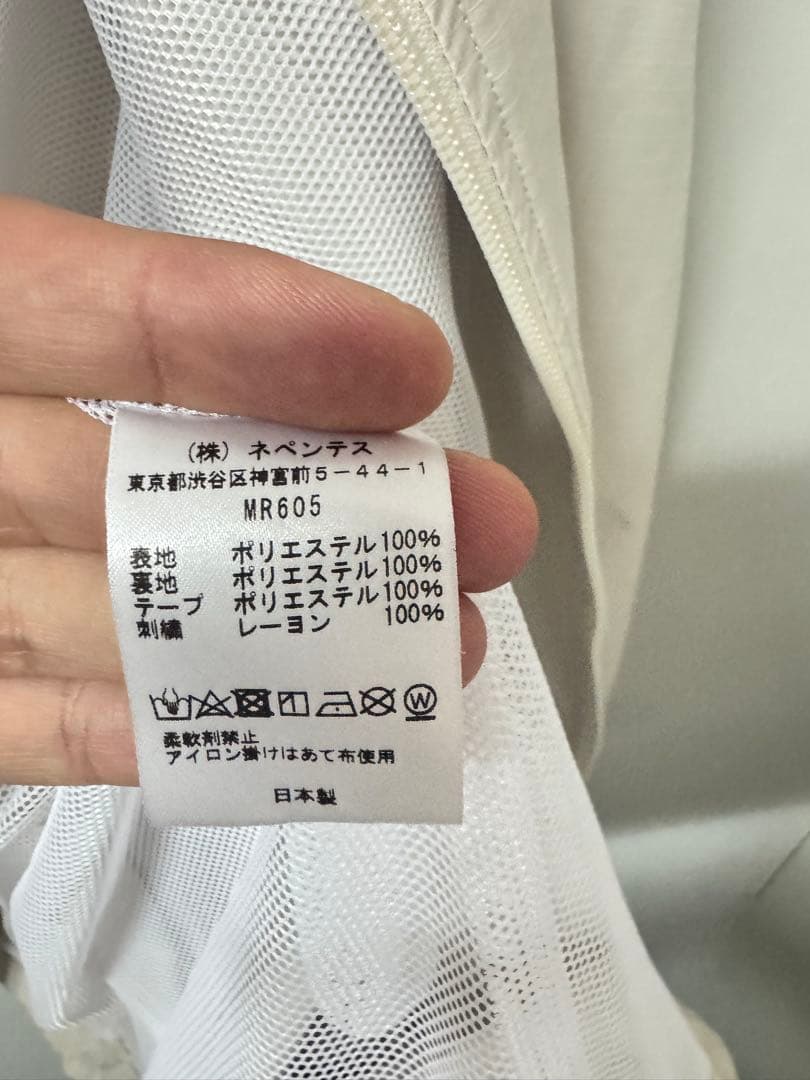 (株) ネペンテス
東京都渋谷区神宮前5-44-1
MR605
表地 ポリエステル100%
裏地 ポリエステル100%
テープ ポリエステル100%
刺繍 レーヨン 100%
W
柔軟剤禁止
アイロン掛けはあて布使用
日本製